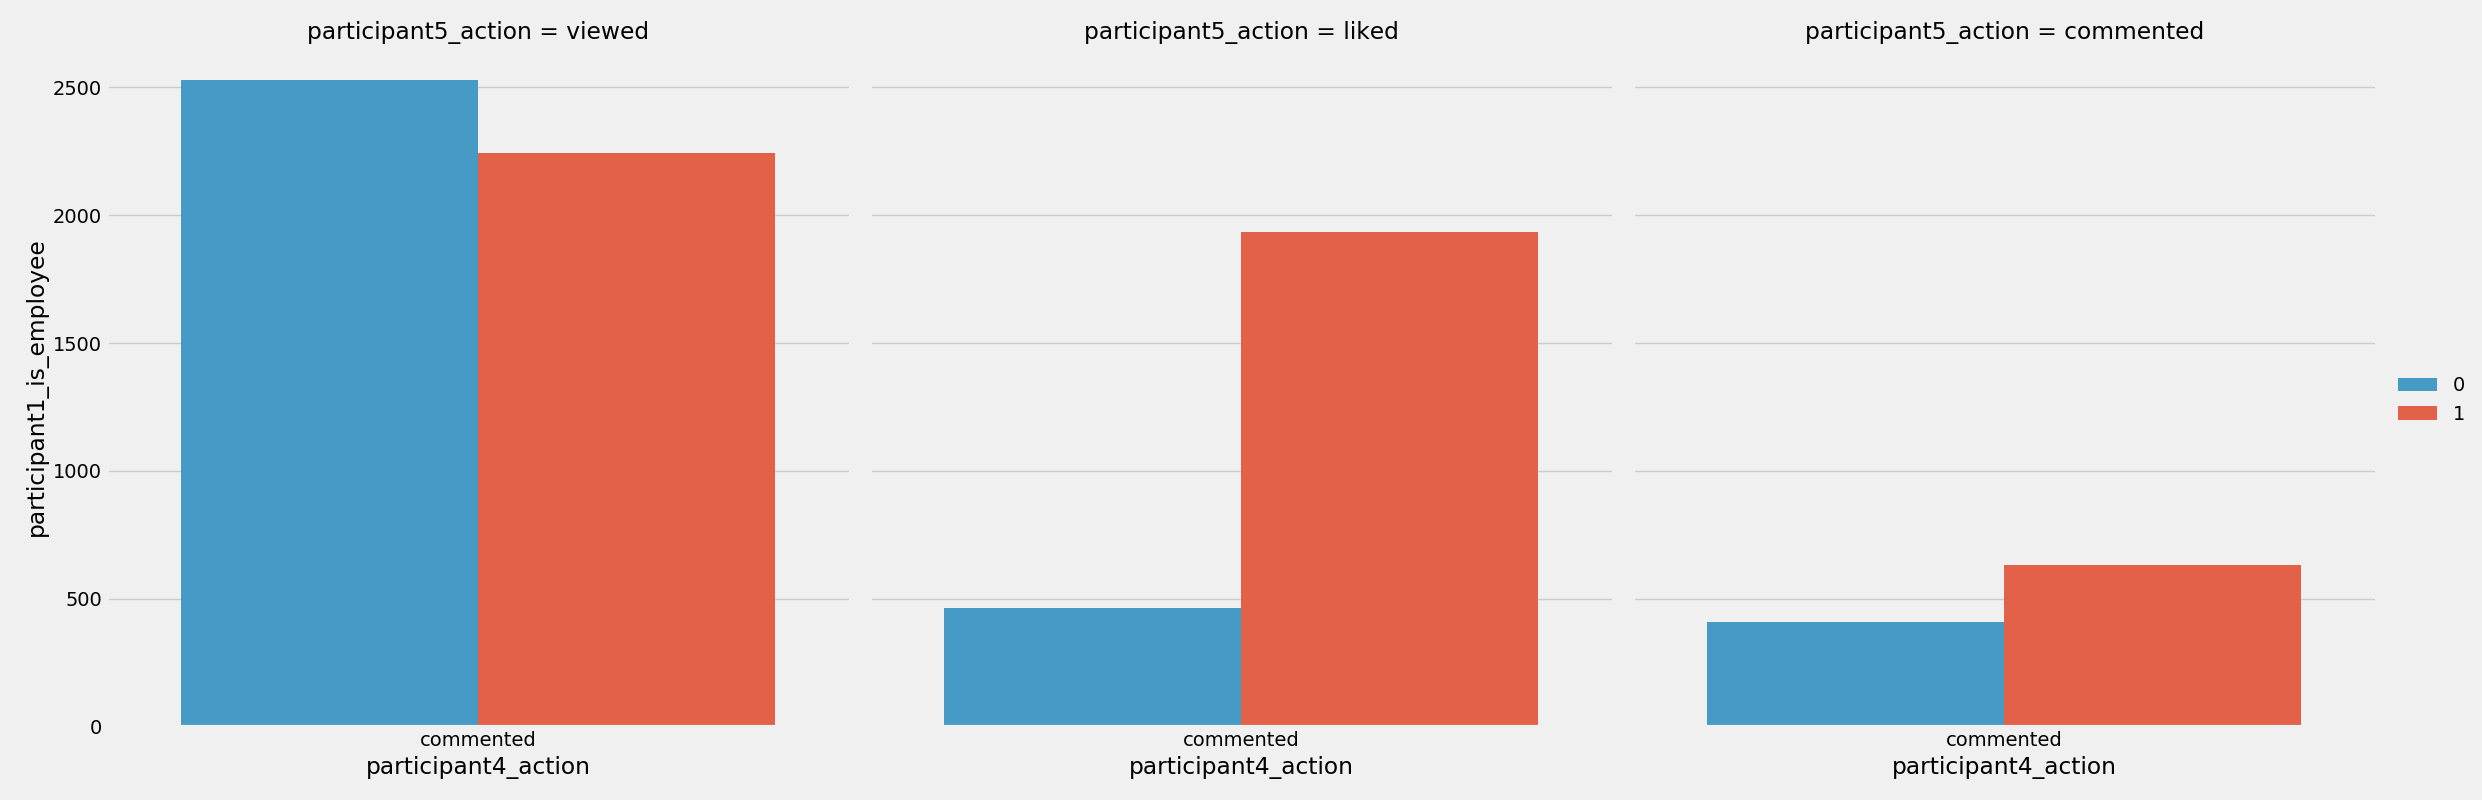 participant5_action = viewed
participant5_action = liked
participant5_action = commented
participant1_is_employee
2500
2000
1500
1000
500
0
commented
commented
commented
participant4_action
participant4_action
participant4_action
0
1